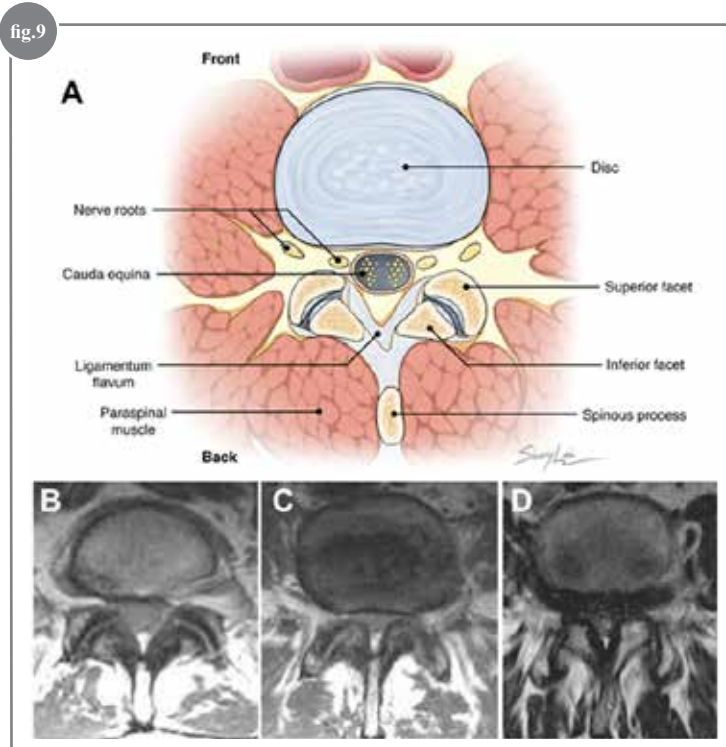 fig.9
Front
A
Disc
Nerve roots
Cauda equina
Superior facet
Ligamentum
flavum
Inferior facet
Paraspinal
muscle
Spinous process
Back
B
C
D